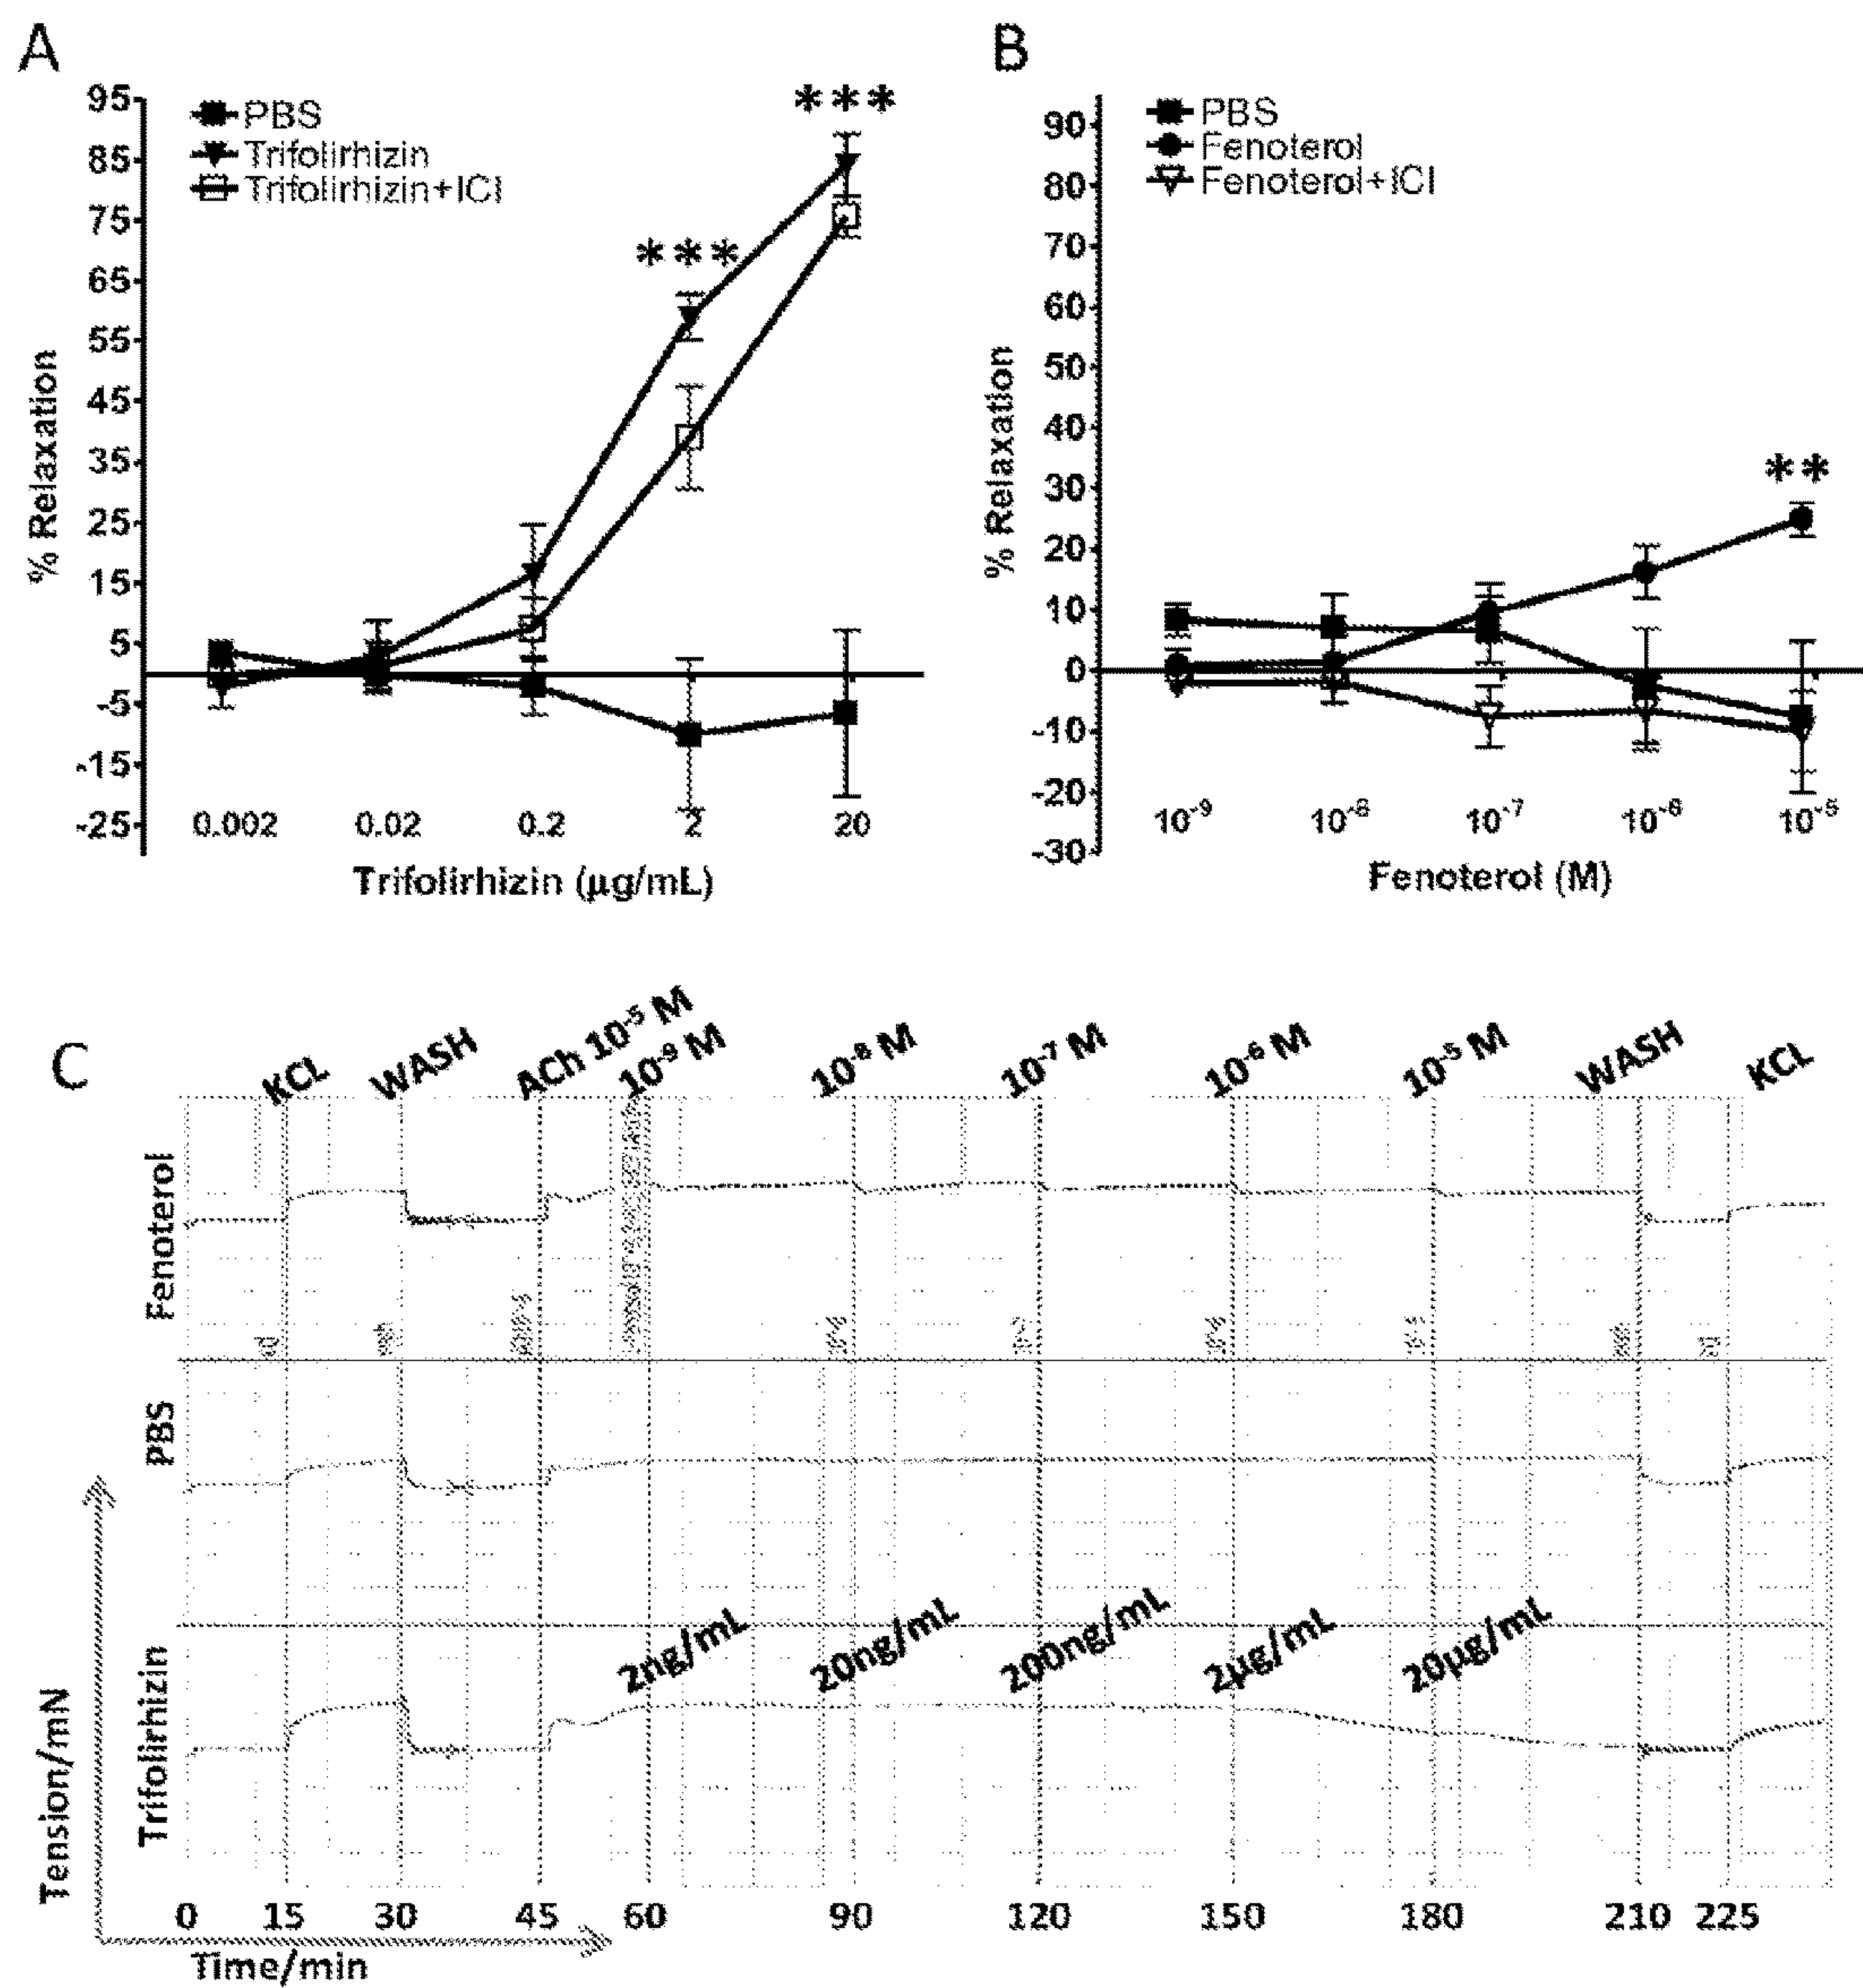 A
95
85
75
65
55
45
35
25
15
5
-5
-15
-25
% Relaxation
PBS
Trifolirhizin
Trifolirhizin+ICI
***
***
0.002 0.02 0.2 2 20
Trifolirhizin (µg/mL)
B
90
80
70
60
50
40
30
20
10
0
-10
-20
-30
% Relaxation
PBS
Fenoterol
Fenoterol+ICI
**
10⁻⁹ 10⁻⁸ 10⁻⁷ 10⁻⁶ 10⁻⁵
Fenoterol (M)
C
KCL WASH ACh 10⁻⁵ M 10⁻⁹ M 10⁻⁸ M 10⁻⁷ M 10⁻⁶ M 10⁻⁵ M WASH KCL
Fenoterol
PBS
2ng/mL 20ng/mL 200ng/mL 2µg/mL 20µg/mL
Trifolirhizin
Tension/mN
0 15 30 45 60 90 120 150 180 210 225
Time/min